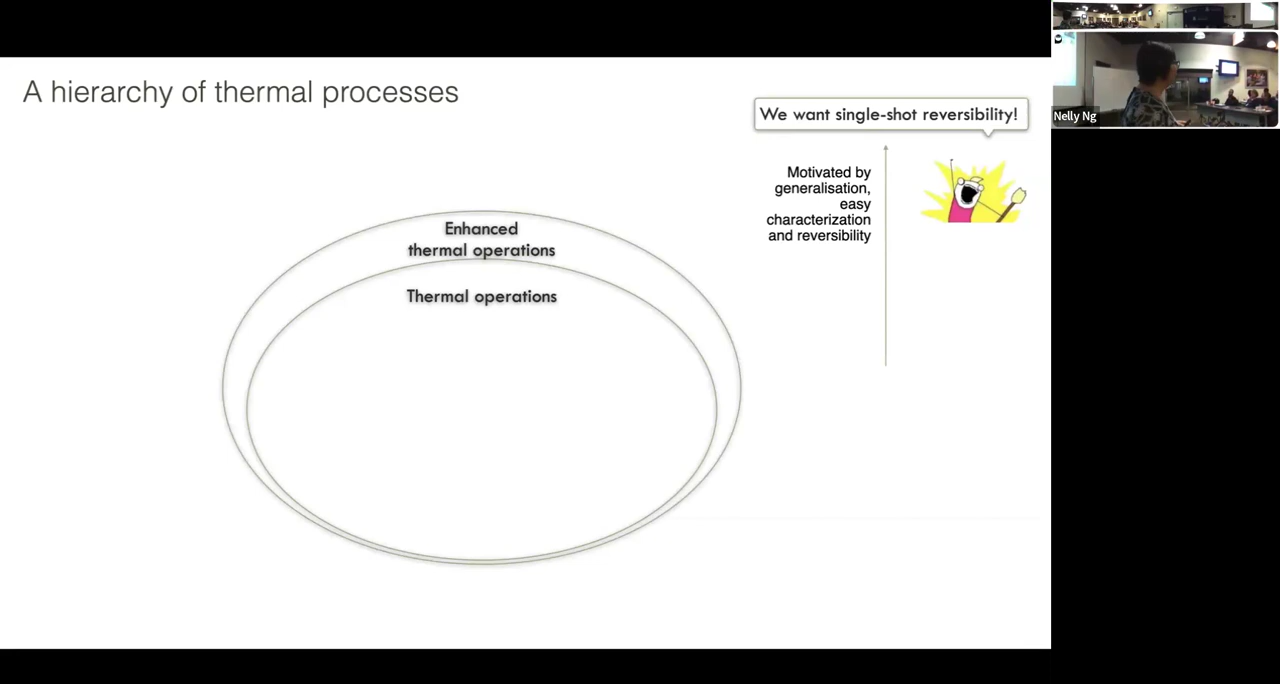 A hierarchy of thermal processes
We want single-shot reversibility!
Motivated by
generalisation,
easy
characterization
and reversibility
Enhanced
thermal operations
Thermal operations
Nelly Ng